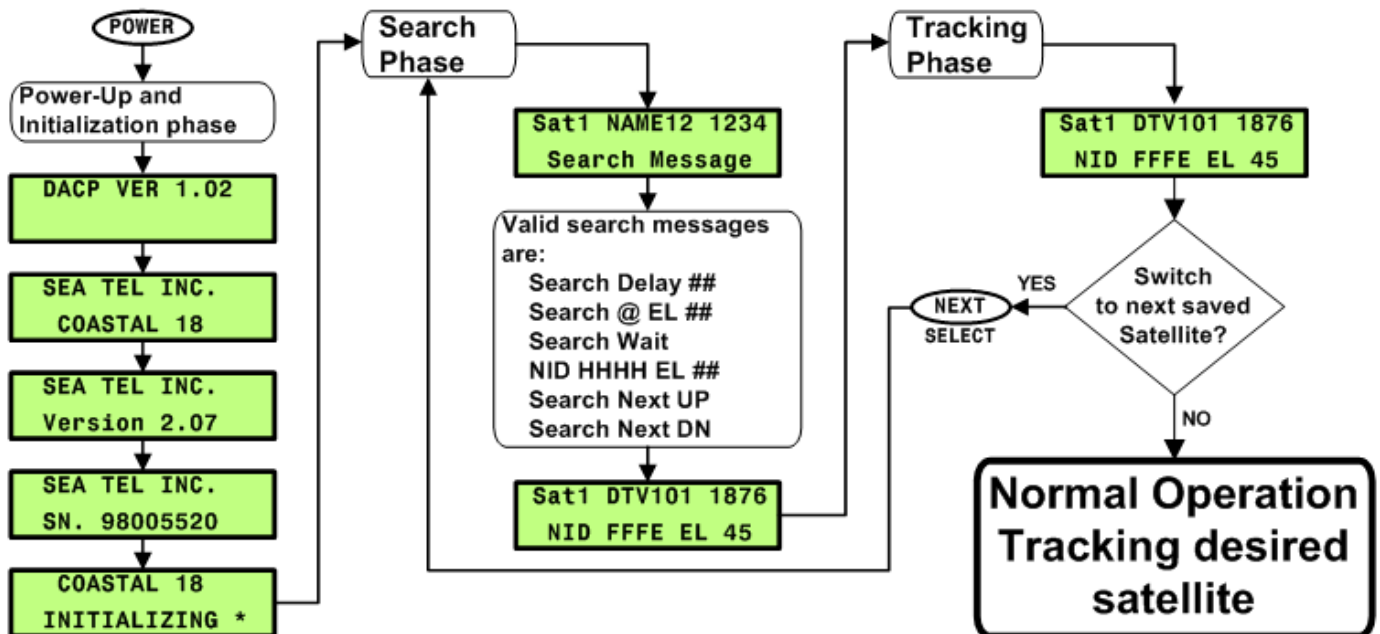 POWER
Power-Up and
Initialization phase
DACP VER 1.02
SEA TEL INC.
COASTAL 18
SEA TEL INC.
Version 2.07
SEA TEL INC.
SN. 98005520
COASTAL 18
INITIALIZING *
Search
Phase
Sat1 NAME12 1234
Search Message
Valid search messages
are:
Search Delay ##
Search @ EL ##
Search Wait
NID HHHH EL ##
Search Next UP
Search Next DN
Sat1 DTV101 1876
NID FFFE EL 45
Tracking
Phase
Sat1 DTV101 1876
NID FFFE EL 45
Switch
to next saved
Satellite?
YES
NEXT
SELECT
NO
Normal Operation
Tracking desired
satellite